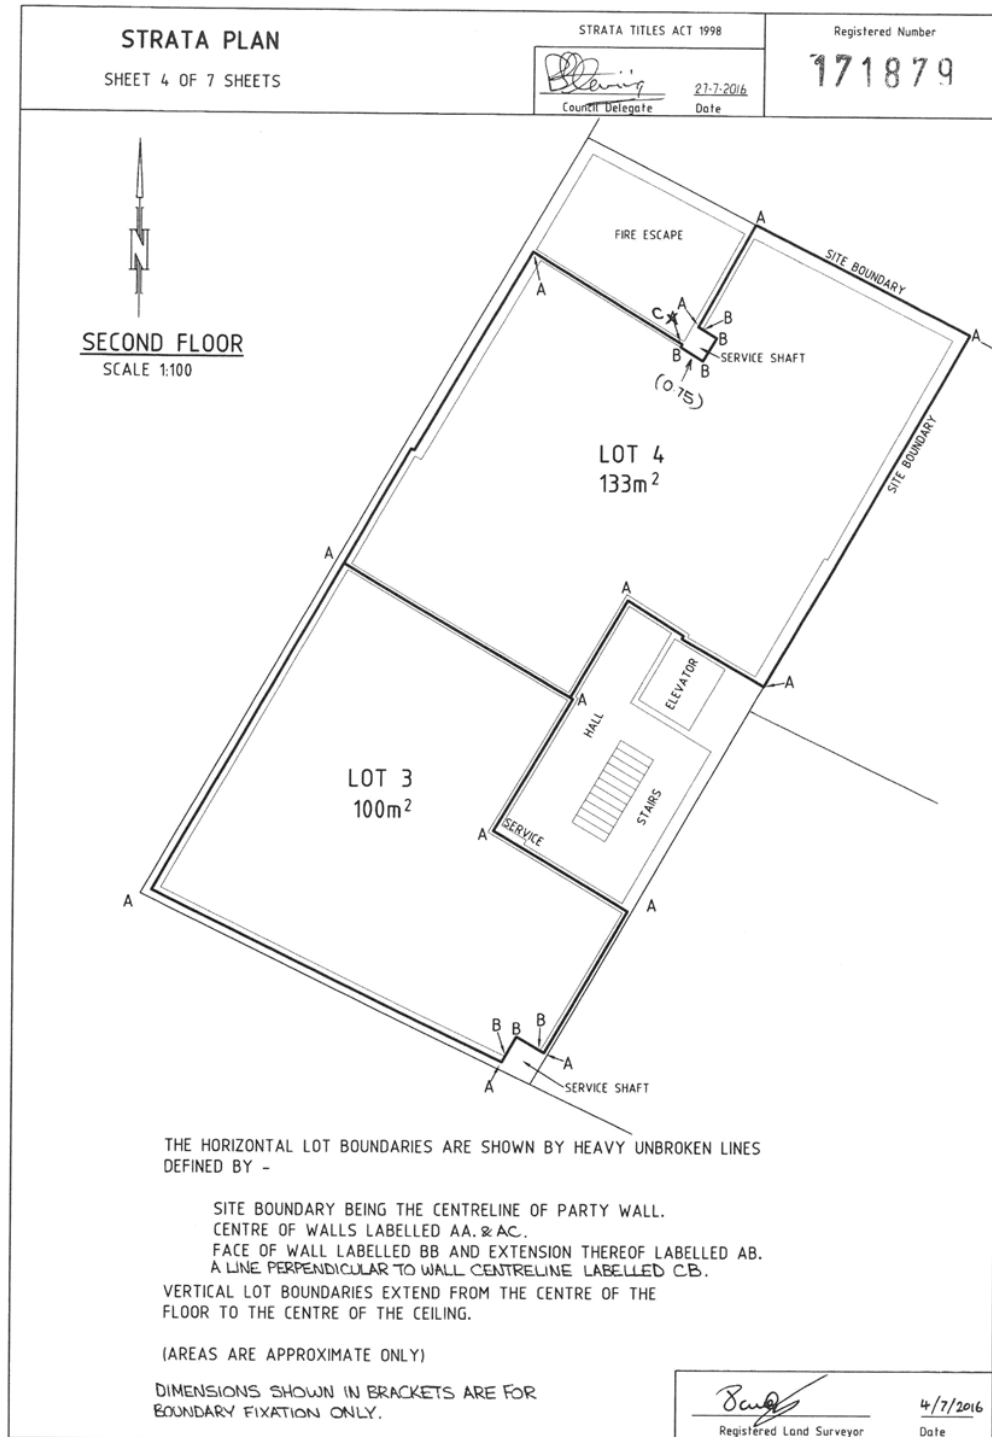 STRATA PLAN
SHEET 4 OF 7 SHEETS
STRATA TITLES ACT 1998
Council Delegate
27-7-2016
Date
Registered Number
171879
N
SECOND FLOOR
SCALE 1:100
FIRE ESCAPE
A
SITE BOUNDARY
A
A
C
A
B
B
B
B
SERVICE SHAFT
(0.75)
A
SITE BOUNDARY
LOT 4
133m²
A
A
ELEVATOR
A
A
HALL
STAIRS
LOT 3
100m²
A
SERVICE
A
A
B
B
B
A
A
SERVICE SHAFT
THE HORIZONTAL LOT BOUNDARIES ARE SHOWN BY HEAVY UNBROKEN LINES
DEFINED BY -
SITE BOUNDARY BEING THE CENTRELINE OF PARTY WALL.
CENTRE OF WALLS LABELLED AA. & AC.
FACE OF WALL LABELLED BB AND EXTENSION THEREOF LABELLED AB.
A LINE PERPENDICULAR TO WALL CENTRELINE LABELLED CB.
VERTICAL LOT BOUNDARIES EXTEND FROM THE CENTRE OF THE
FLOOR TO THE CENTRE OF THE CEILING.
(AREAS ARE APPROXIMATE ONLY)
DIMENSIONS SHOWN IN BRACKETS ARE FOR
BOUNDARY FIXATION ONLY.
4/7/2016
Registered Land Surveyor
Date